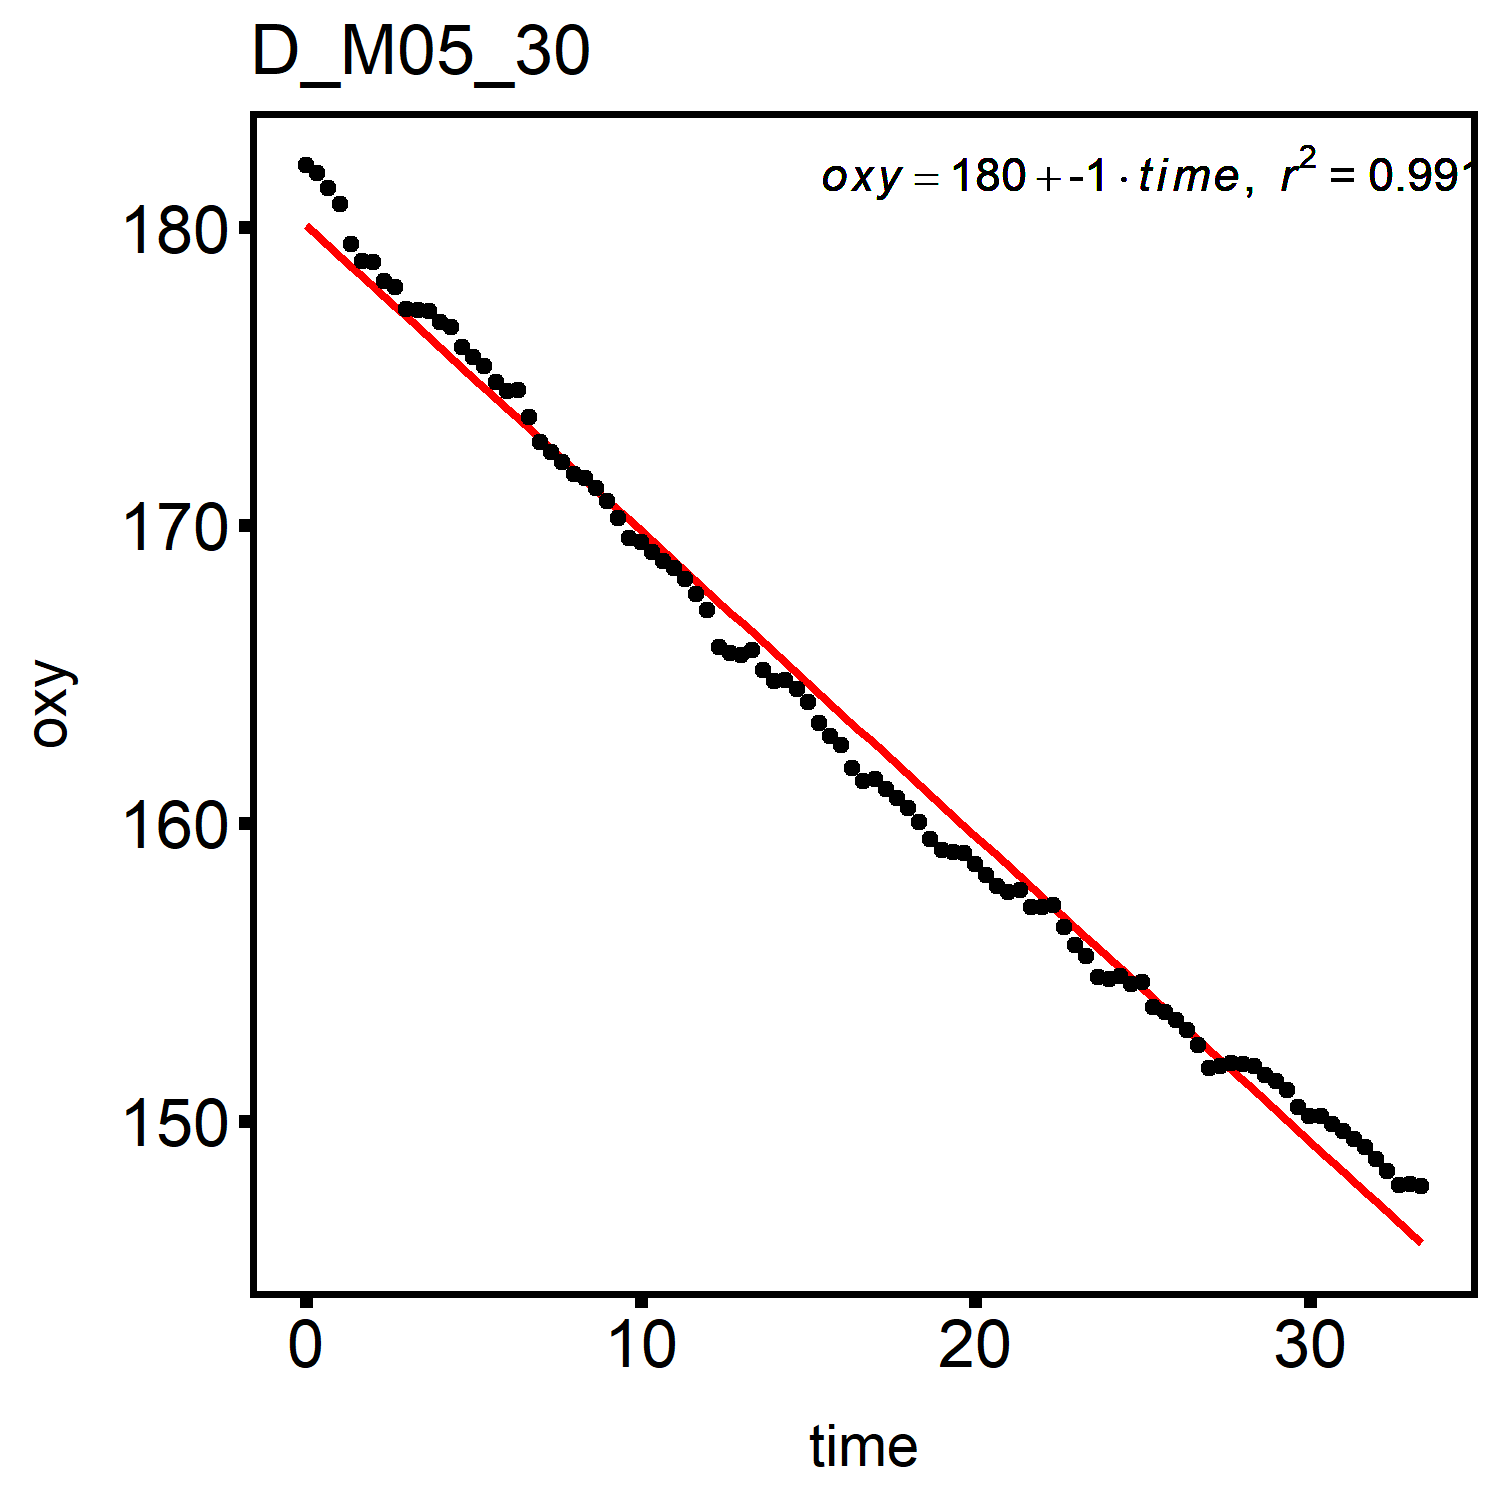 D_M05_30
oxy = 180 + -1 · time, r² = 0.991
180
170
160
150
oxy
0 10 20 30
time